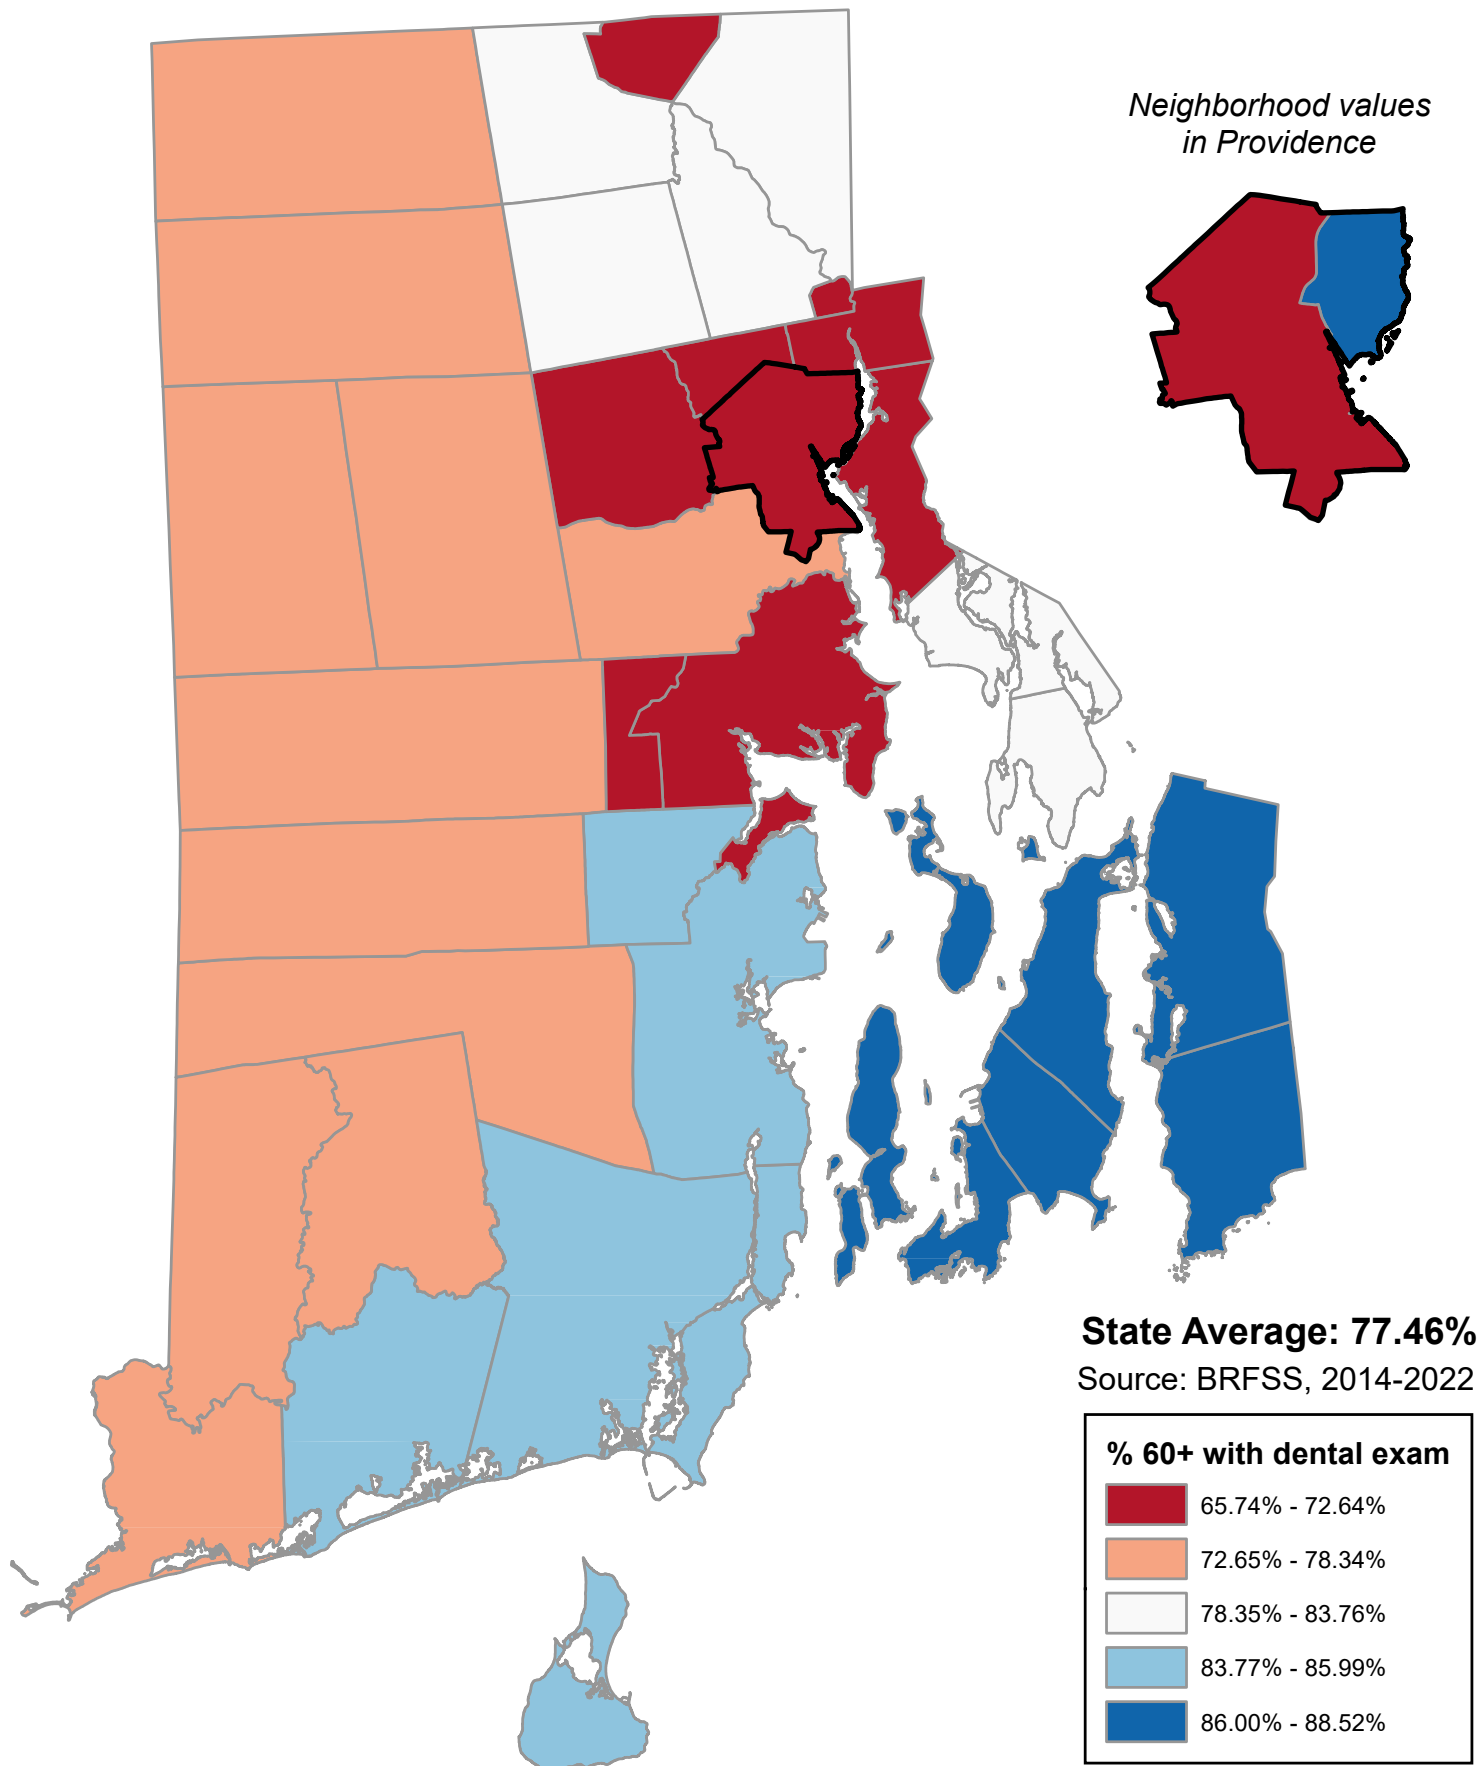 Neighborhood values
in Providence
State Average: 77.46%
Source: BRFSS, 2014-2022
% 60+ with dental exam
65.74% - 72.64%
72.65% - 78.34%
78.35% - 83.76%
83.77% - 85.99%
86.00% - 88.52%